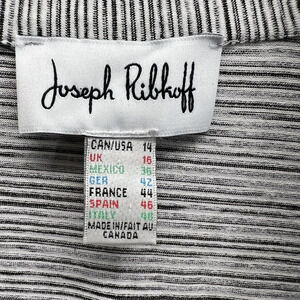 Joseph Ribkoff
CAN/USA 14
UK 16
MEXICO 36
GER 42
FRANCE 44
SPAIN 46
ITALY 48
MADE IN/FAIT AU
CANADA